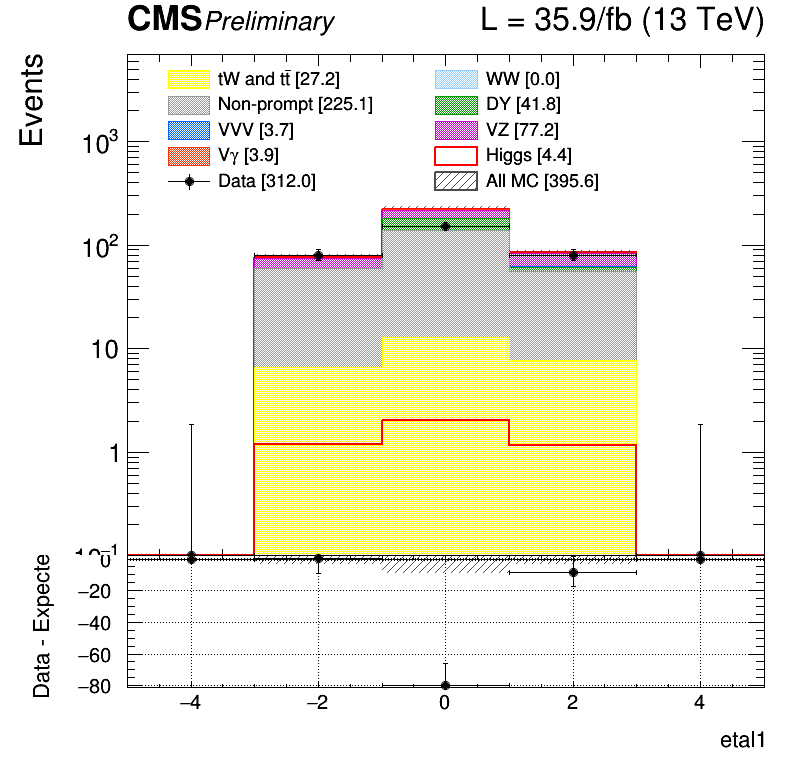 CMS Preliminary L = 35.9/fb (13 TeV)
Events
tW and tt̄ [27.2] WW [0.0]
Non-prompt [225.1] DY [41.8]
VVV [3.7] VZ [77.2]
Vγ [3.9] Higgs [4.4]
Data [312.0] All MC [395.6]
10³
10²
10
1
0
−20
−40
−60
−80
Data - Expecte
−4 −2 0 2 4
etal1